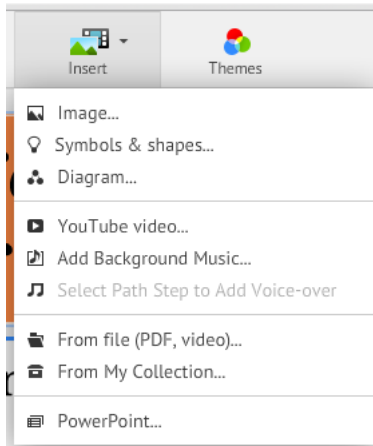 Insert
Themes
Image...
Symbols & shapes...
Diagram...
YouTube video...
Add Background Music...
Select Path Step to Add Voice-over
From file (PDF, video)...
From My Collection...
PowerPoint...